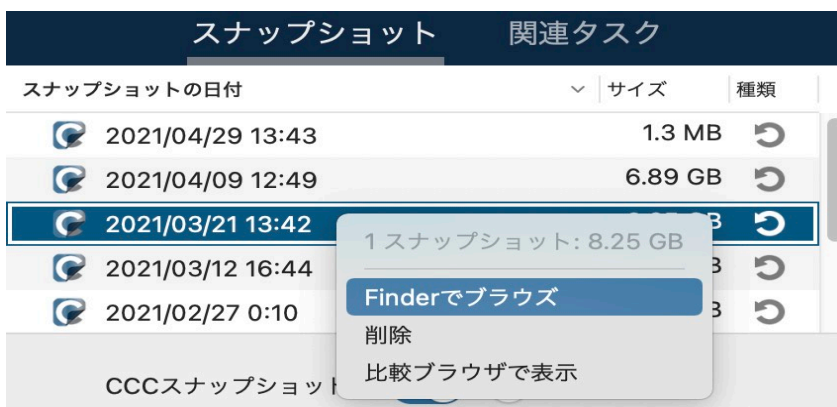 スナップショット 関連タスク
スナップショットの日付 サイズ 種類
2021/04/29 13:43 1.3 MB
2021/04/09 12:49 6.89 GB
2021/03/21 13:42
1 スナップショット: 8.25 GB
2021/03/12 16:44
Finderでブラウズ
2021/02/27 0:10
削除
比較ブラウザで表示
CCCスナップショット